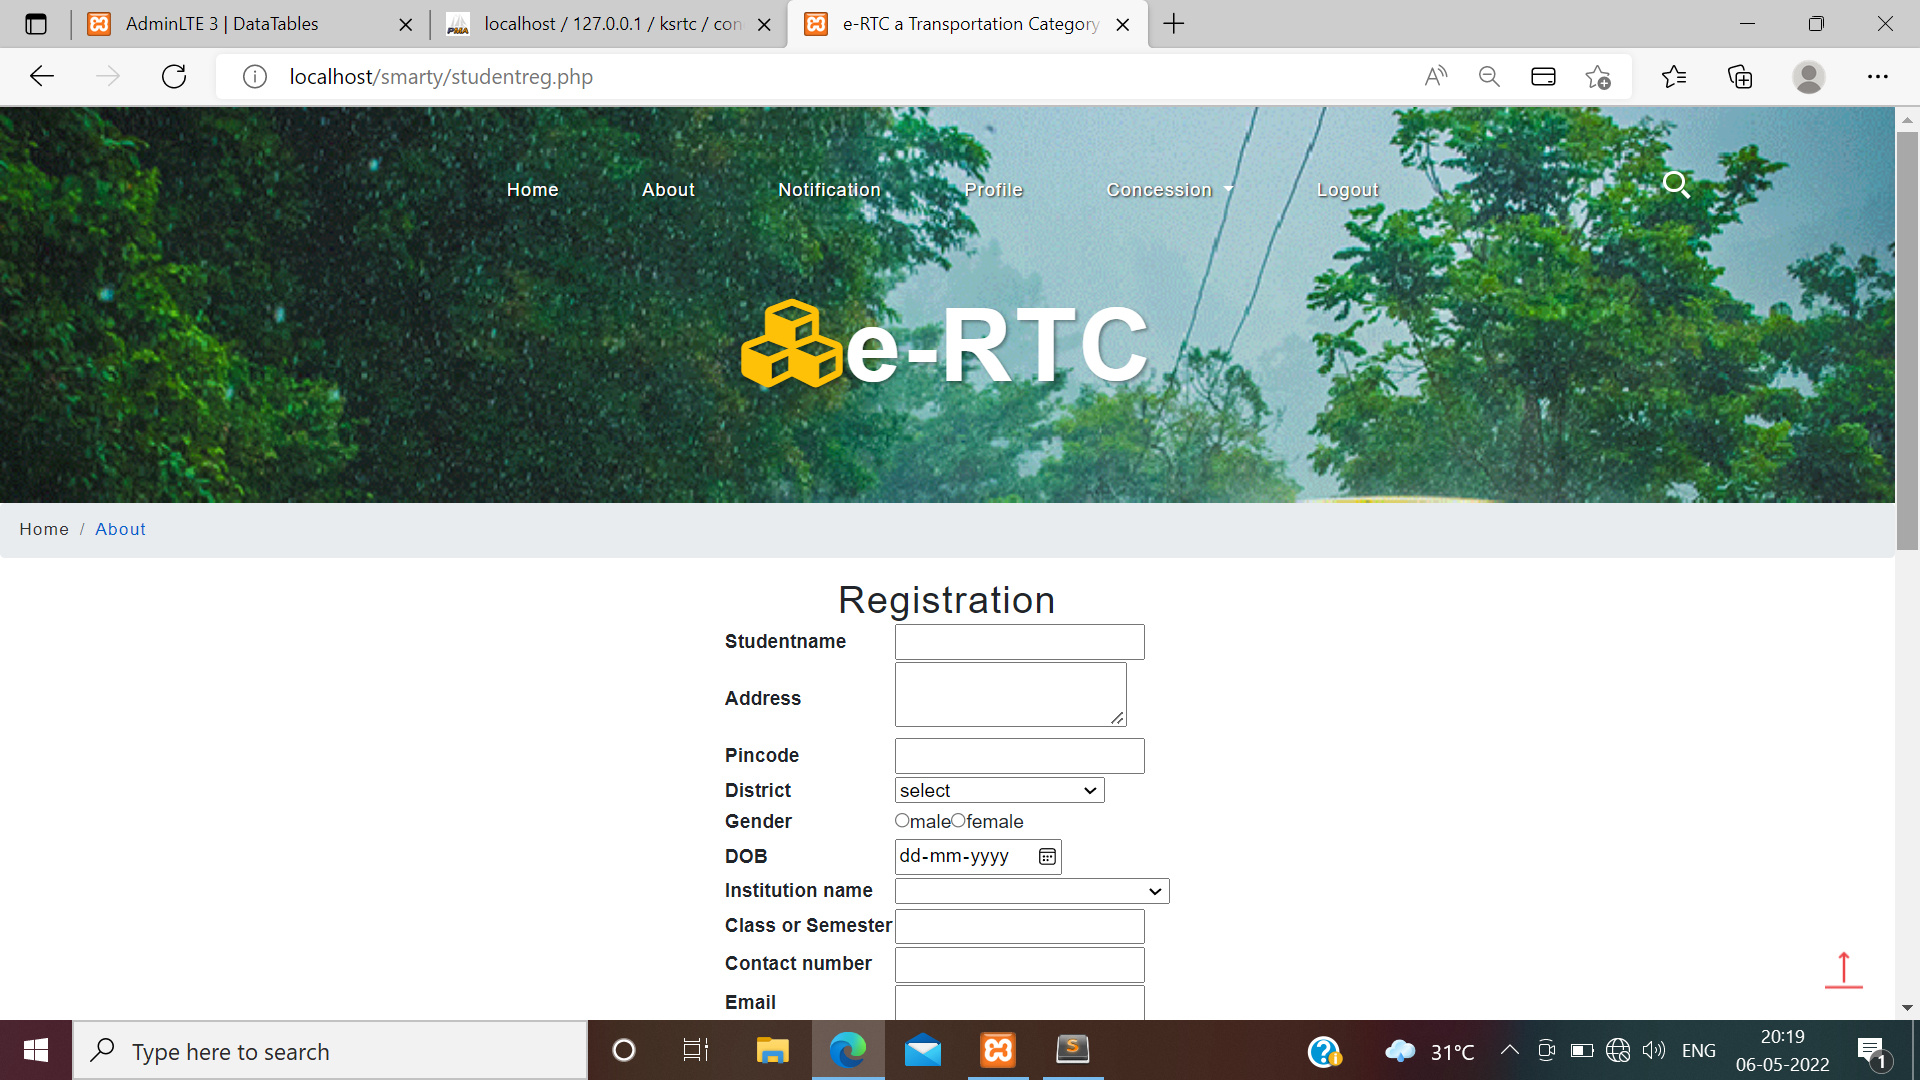 AdminLTE 3 | DataTables
localhost / 127.0.0.1 / ksrtc / con
e-RTC a Transportation Category
localhost/smarty/studentreg.php
Home About Notification Profile Concession Logout
e-RTC
Home / About
Registration
Studentname
Address
Pincode
District select
Gender male female
DOB dd-mm-yyyy
Institution name
Class or Semester
Contact number
Email
Type here to search
31°C ENG
20:19
06-05-2022
1